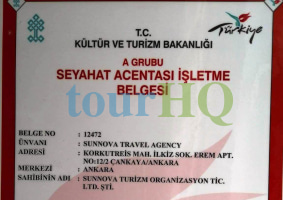 T.C.
Türkiye
KÜLTÜR VE TURİZM BAKANLIĞI
A GRUBU
SEYAHAT ACENTASI İŞLETME
BELGESİ
tourHQ
BELGE NO : 12472
ÜNVANI : SUNNOVA TRAVEL AGENCY
ADRESİ : KORKUTREİS MAH. İLKİZ SOK. EREM APT.
NO:12/2 ÇANKAYA/ANKARA
MERKEZİ : ANKARA
SAHİBİNİN ADI : SUNNOVA TURİZM ORGANİZASYON TİC.
LTD. ŞTİ.